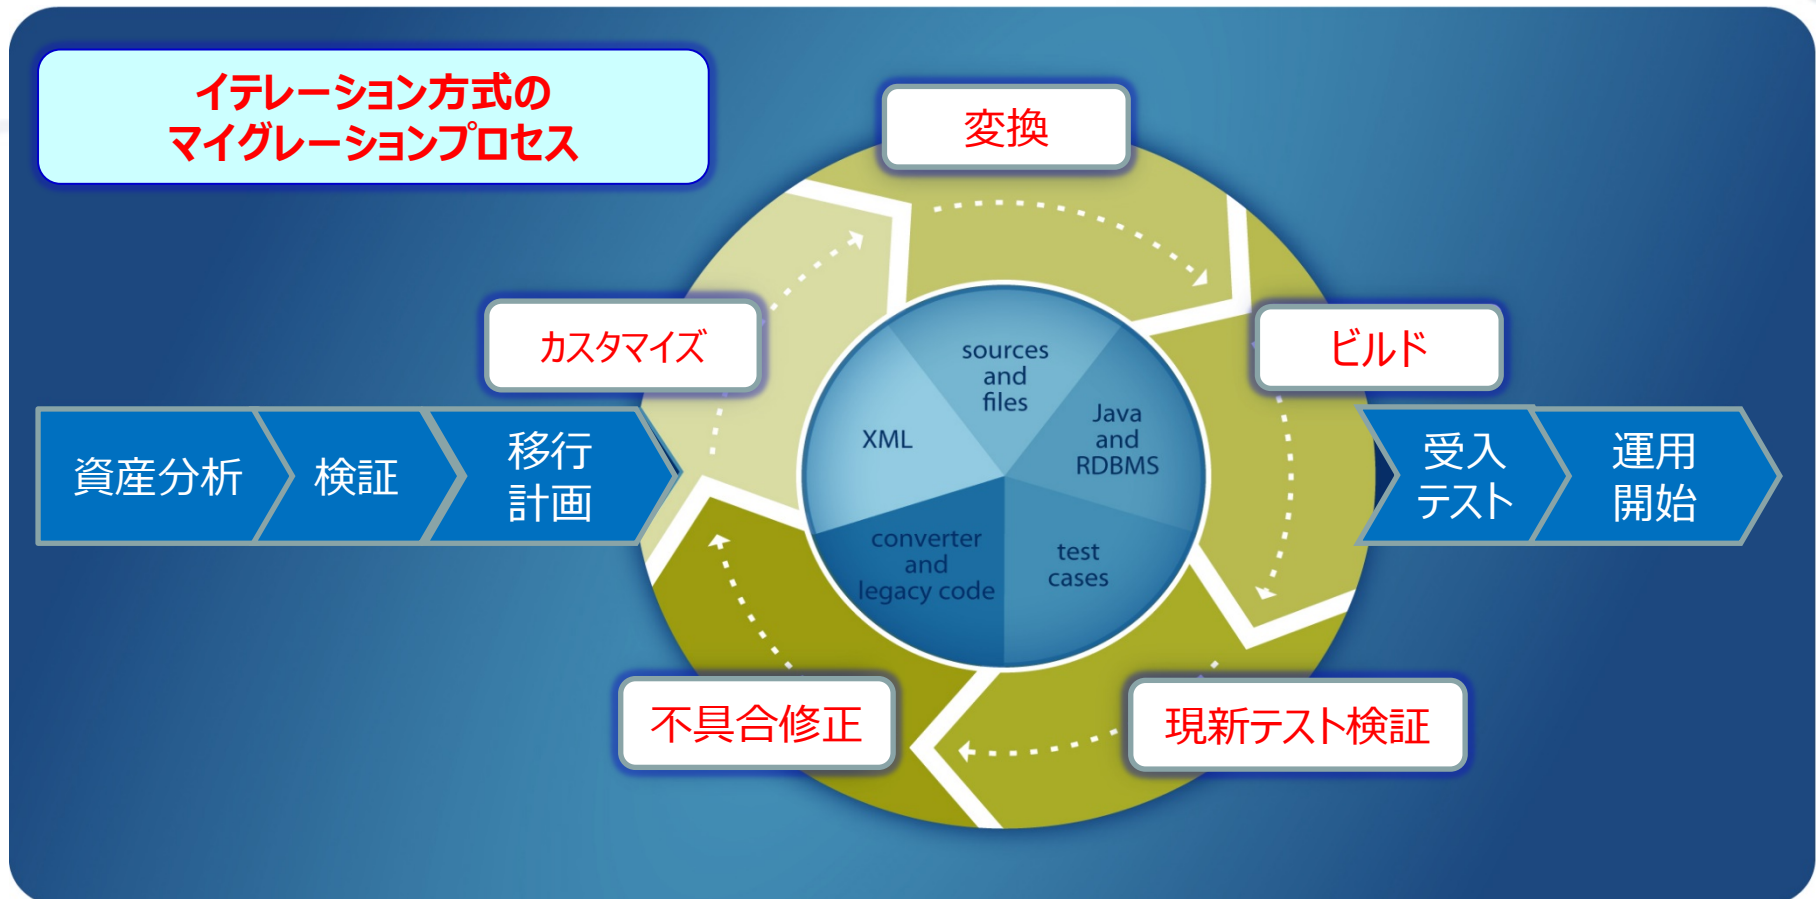 イテレーション方式の
マイグレーションプロセス
変換
カスタマイズ
ビルド
sources
and
files
XML
Java
and
RDBMS
converter
and
legacy code
test
cases
資産分析
検証
移行
計画
受入
テスト
運用
開始
不具合修正
現新テスト検証